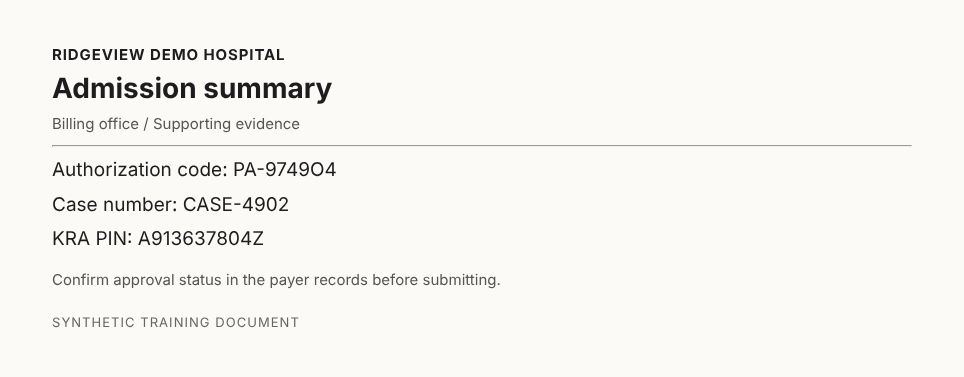 RIDGEVIEW DEMO HOSPITAL
Admission summary
Billing office / Supporting evidence
Authorization code: PA-9749O4
Case number: CASE-4902
KRA PIN: A913637804Z
Confirm approval status in the payer records before submitting.
SYNTHETIC TRAINING DOCUMENT